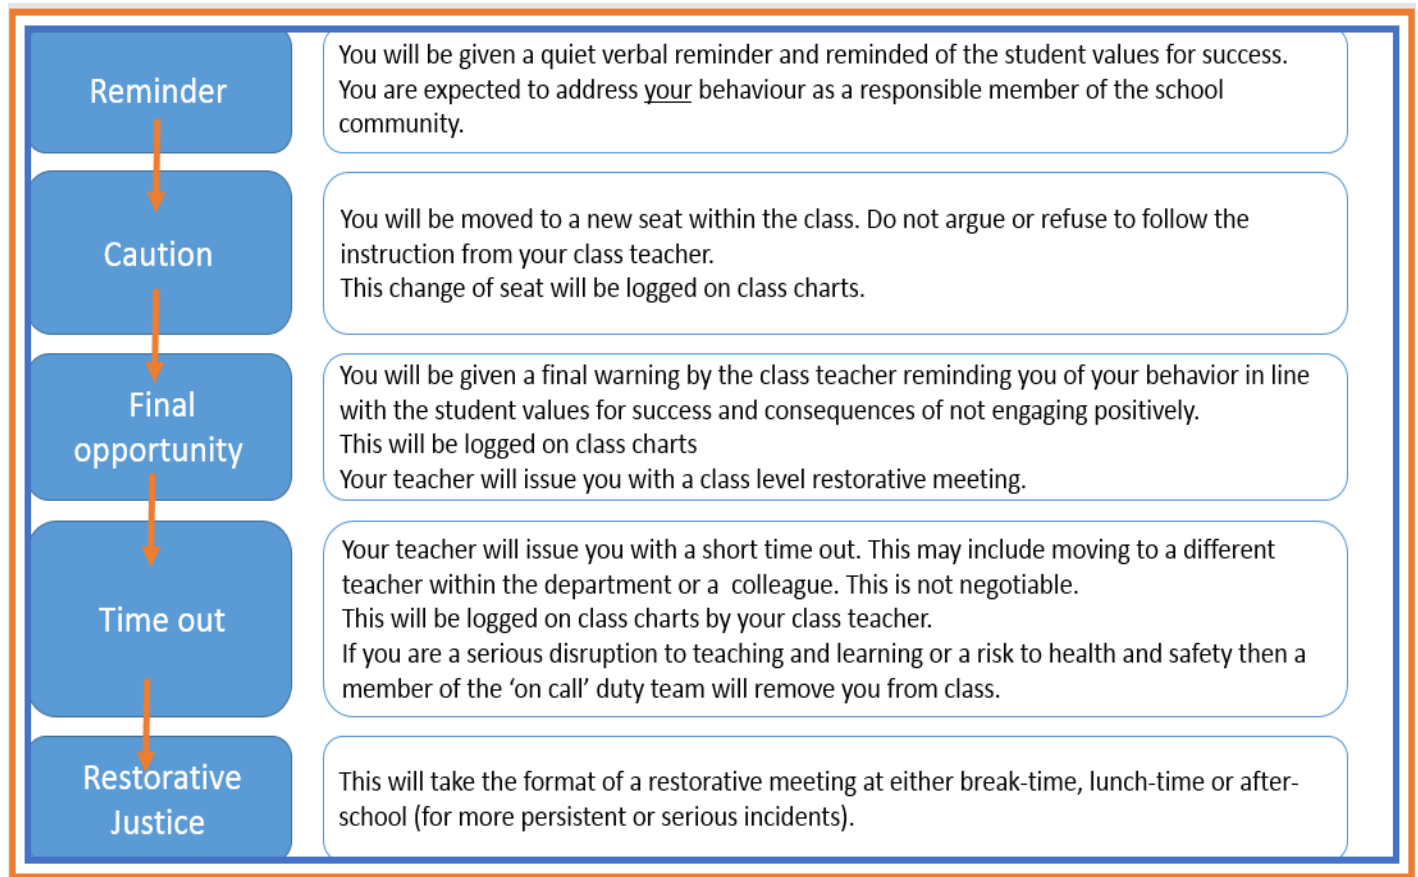 Reminder
You will be given a quiet verbal reminder and reminded of the student values for success.
You are expected to address your behaviour as a responsible member of the school
community.
Caution
You will be moved to a new seat within the class. Do not argue or refuse to follow the
instruction from your class teacher.
This change of seat will be logged on class charts.
Final
opportunity
You will be given a final warning by the class teacher reminding you of your behavior in line
with the student values for success and consequences of not engaging positively.
This will be logged on class charts
Your teacher will issue you with a class level restorative meeting.
Time out
Your teacher will issue you with a short time out. This may include moving to a different
teacher within the department or a  colleague. This is not negotiable.
This will be logged on class charts by your class teacher.
If you are a serious disruption to teaching and learning or a risk to health and safety then a
member of the ‘on call’ duty team will remove you from class.
Restorative
Justice
This will take the format of a restorative meeting at either break-time, lunch-time or after-
school (for more persistent or serious incidents).